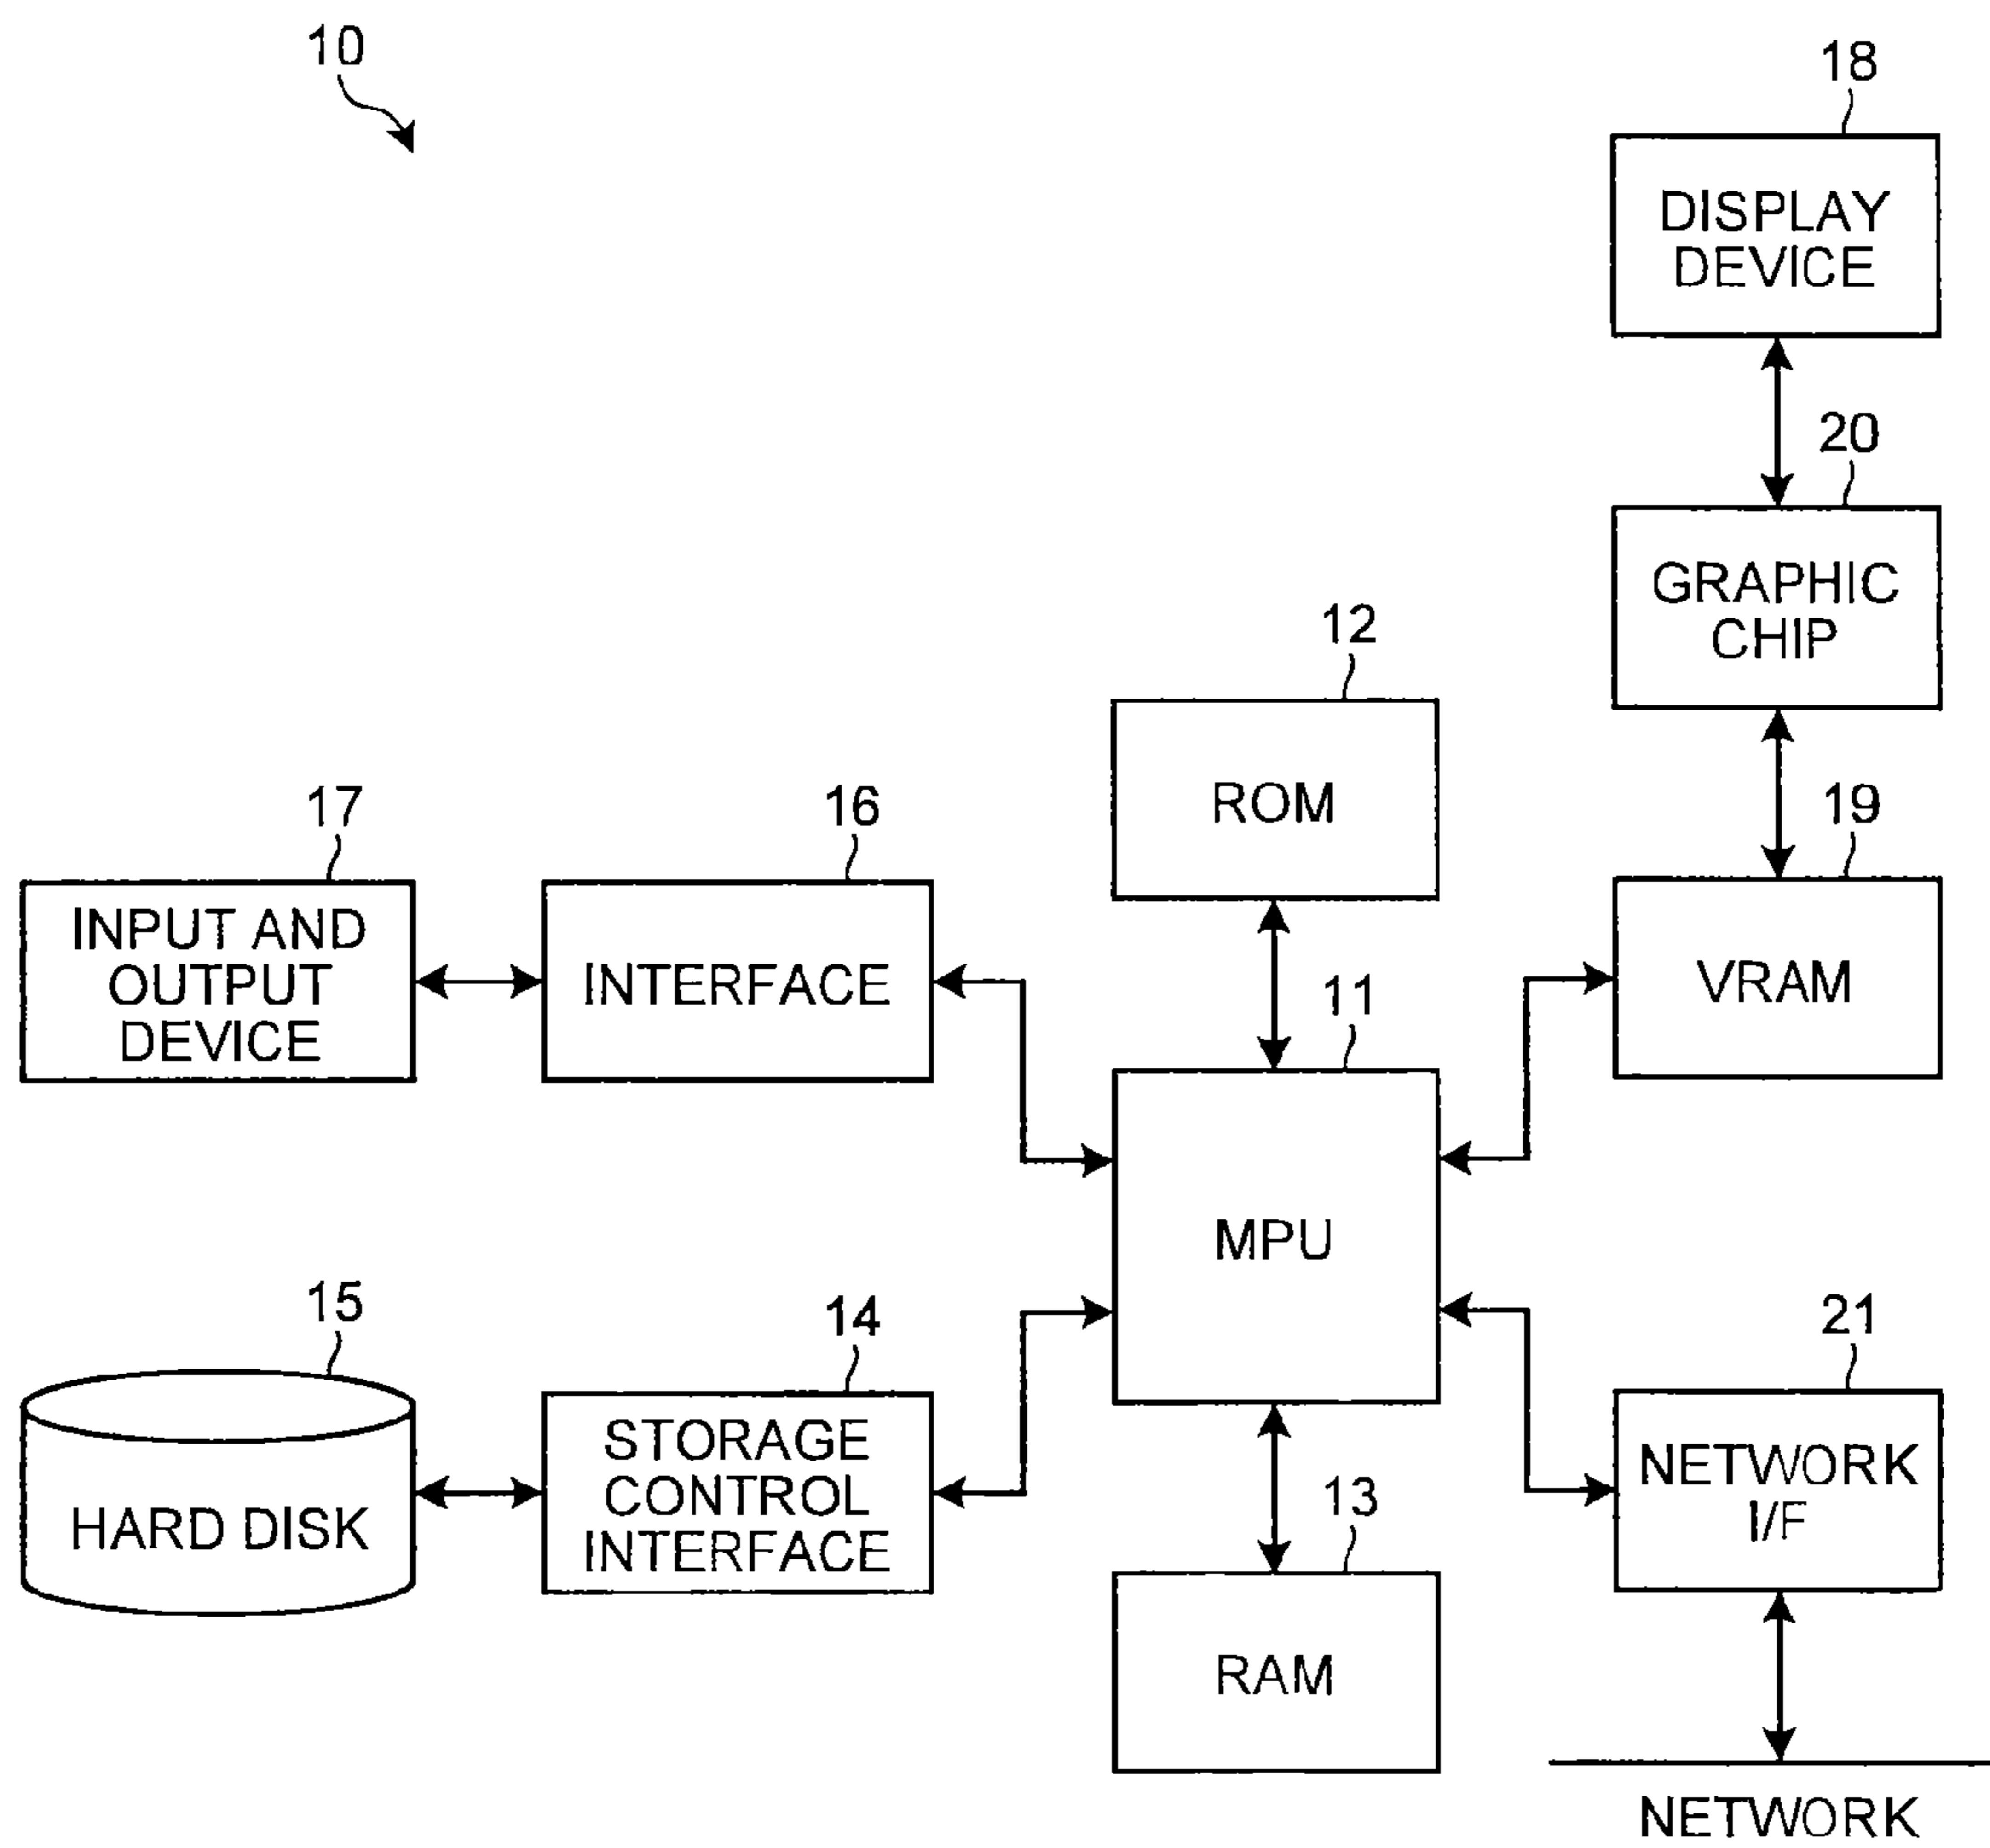 10
18
DISPLAY
DEVICE
20
GRAPHIC
CHIP
12
ROM
17
INPUT AND
OUTPUT
DEVICE
16
INTERFACE
19
VRAM
11
MPU
15
HARD DISK
14
STORAGE
CONTROL
INTERFACE
21
NETWORK
I/F
13
RAM
NETWORK